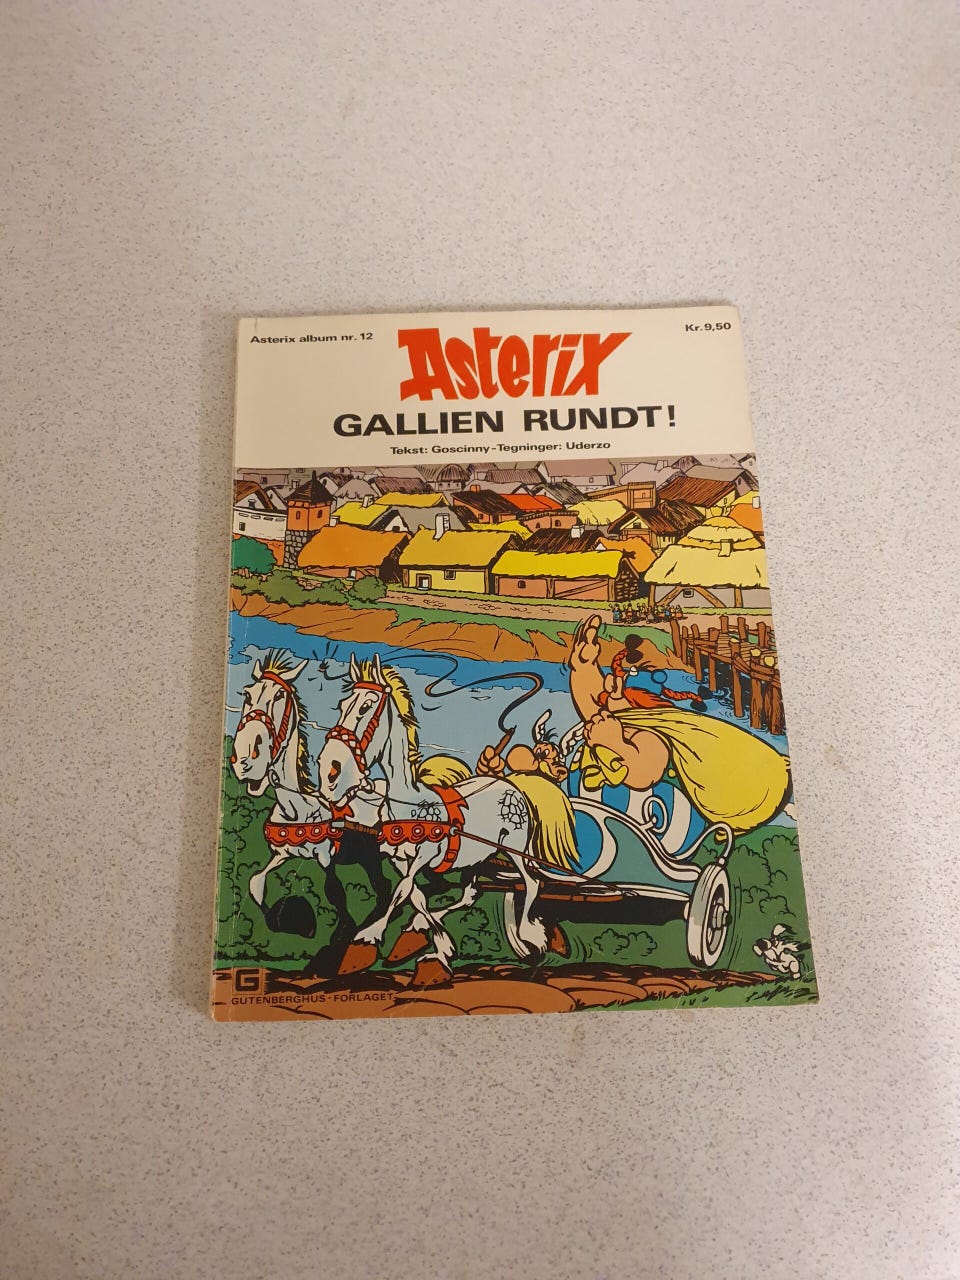 Asterix album nr. 12
Kr. 9,50
Asterix
GALLIEN RUNDT!
Tekst: Goscinny-Tegninger: Uderzo
G
GUTENBERGHUS-FORLAGET